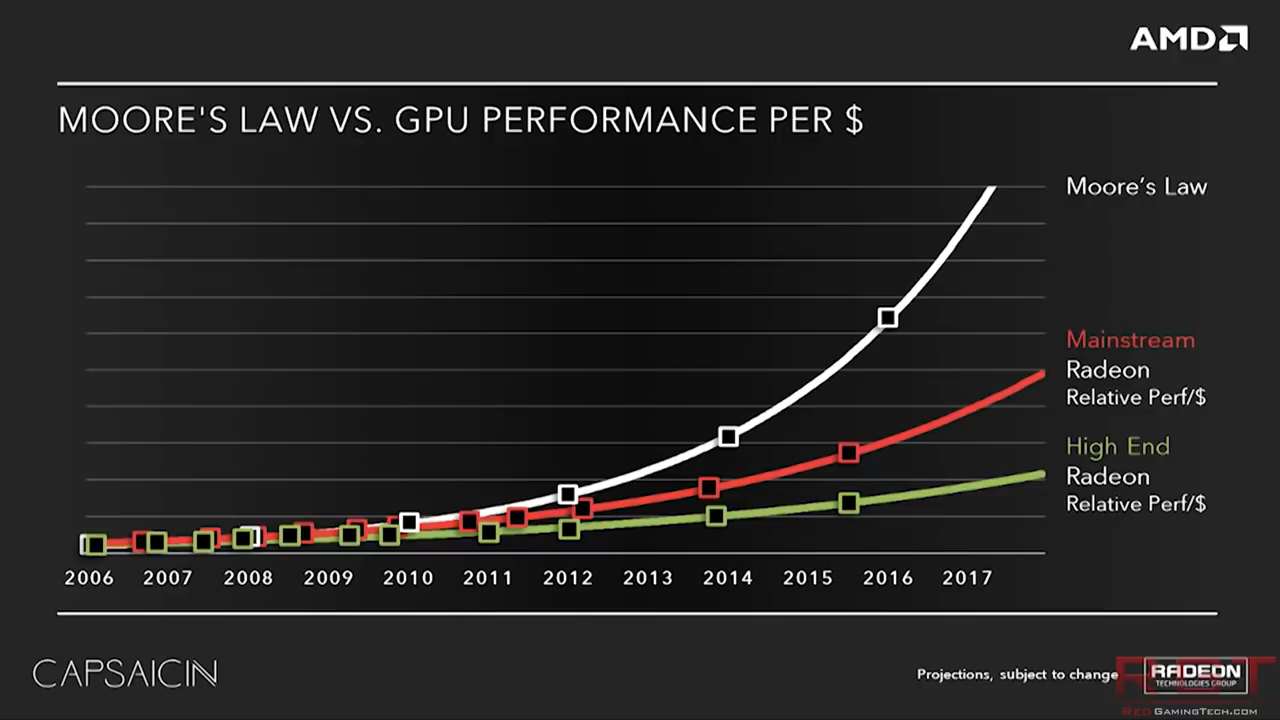 AMD
MOORE'S LAW VS. GPU PERFORMANCE PER $
Moore's Law
Mainstream
Radeon
Relative Perf/$
High End
Radeon
Relative Perf/$
2006 2007 2008 2009 2010 2011 2012 2013 2014 2015 2016 2017
CAPSAICIN
Projections, subject to change
RADEON
TECHNOLOGIES GROUP
REDGAMINGTECH.COM